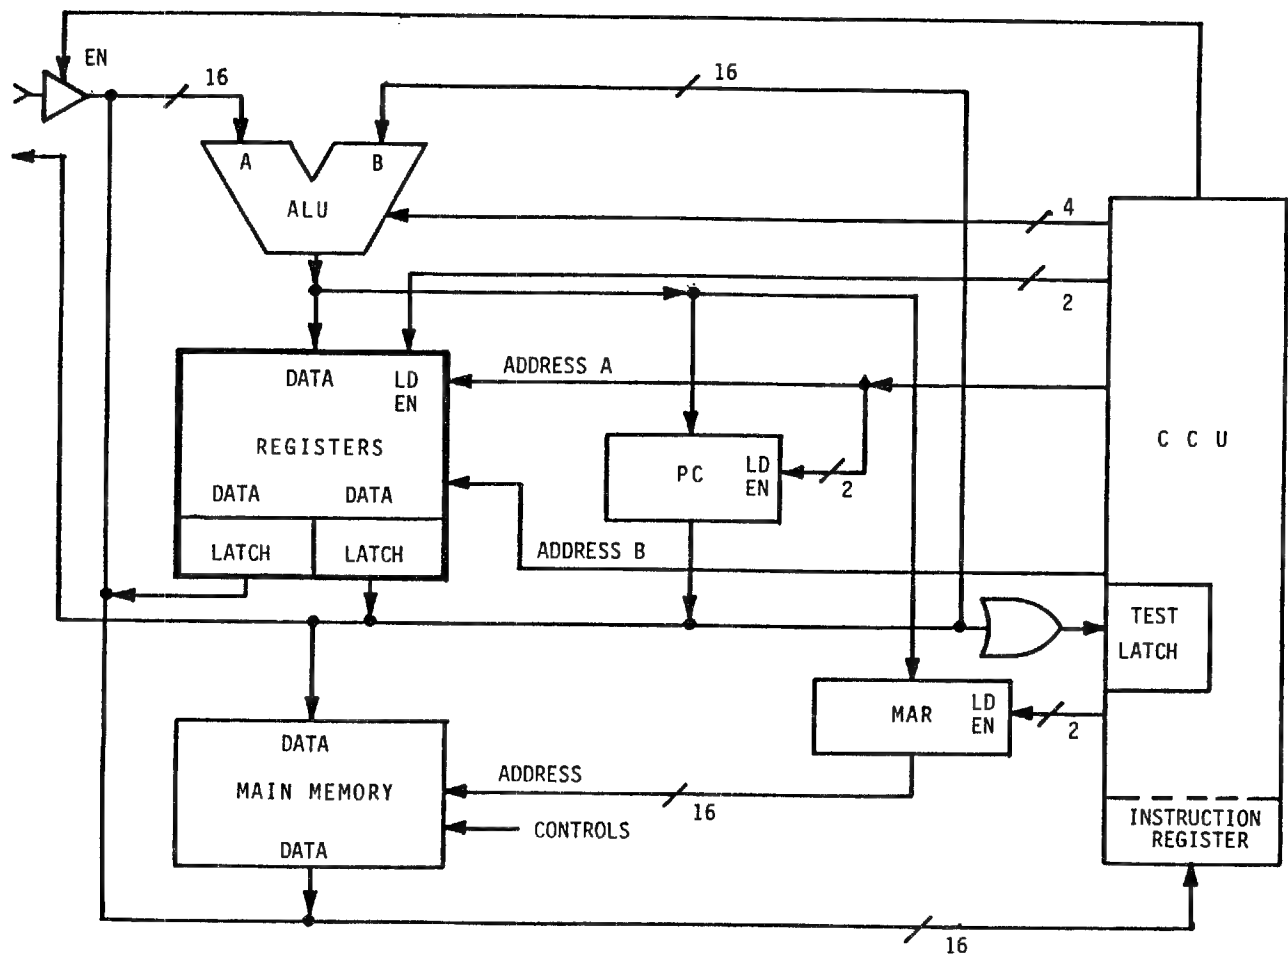 EN
16
16
A
B
ALU
4
2
DATA
LD
EN
ADDRESS A
REGISTERS
CCU
PC
LD
EN
2
DATA
DATA
LATCH
LATCH
ADDRESS B
TEST
LATCH
MAR
LD
EN
2
DATA
MAIN MEMORY
ADDRESS
16
CONTROLS
DATA
INSTRUCTION
REGISTER
16